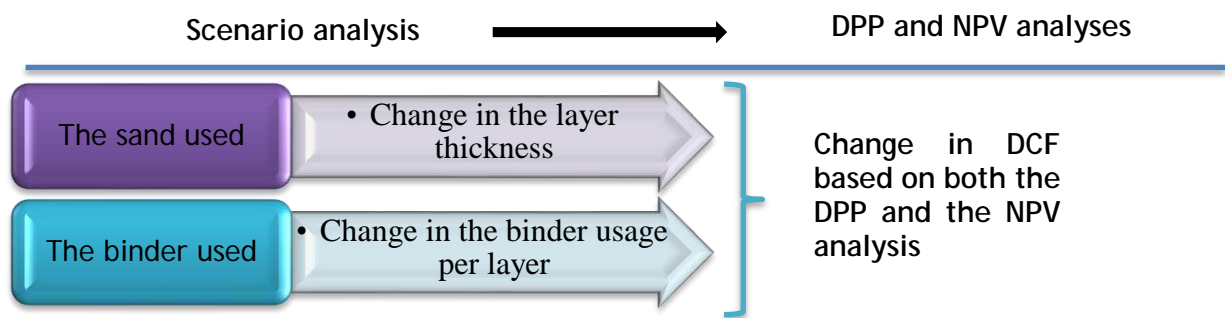 Scenario analysis
DPP and NPV analyses
The sand used
• Change in the layer
thickness
The binder used
• Change in the binder usage
per layer
Change in DCF
based on both the
DPP and the NPV
analysis